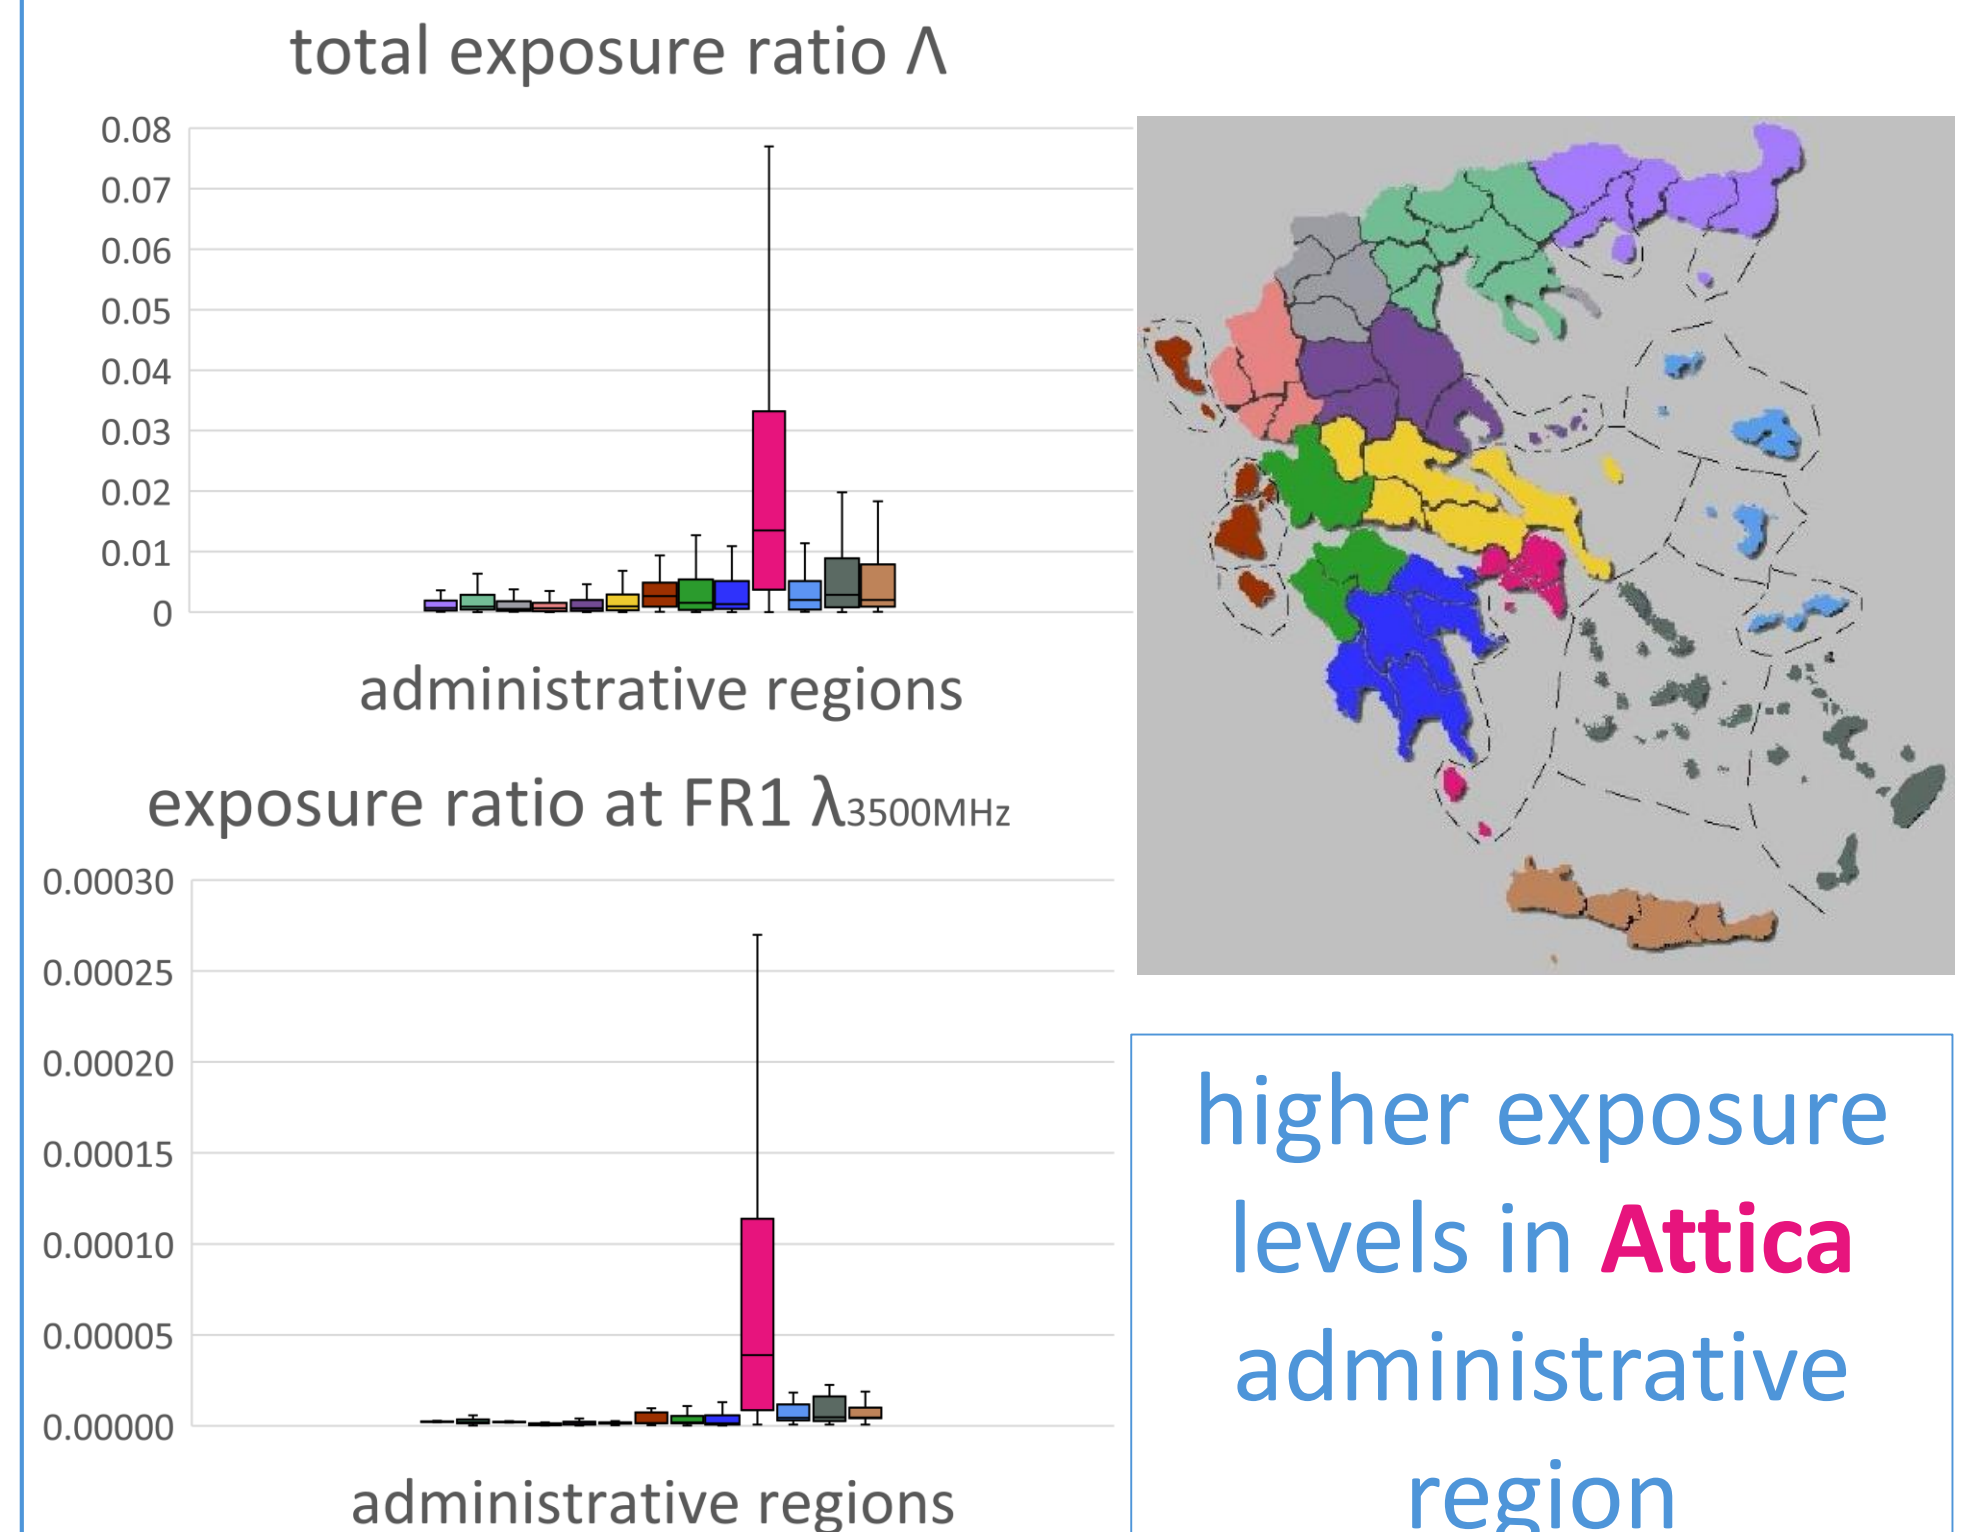 total exposure ratio Λ
0.08
0.07
0.06
0.05
0.04
0.03
0.02
0.01
0
administrative regions
exposure ratio at FR1 λ3500MHz
0.00030
0.00025
0.00020
0.00015
0.00010
0.00005
0.00000
administrative regions
higher exposure
levels in Attica
administrative
region